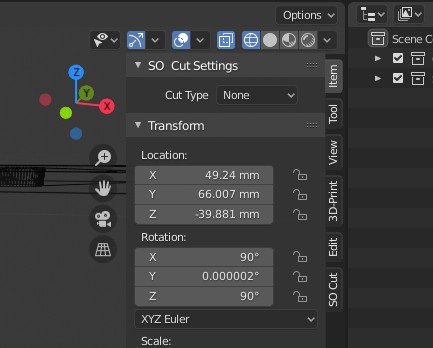 Options
Scene C
SO Cut Settings
Cut Type None
Transform
Location:
X 49.24 mm
Y 66.007 mm
Z -39.881 mm
Rotation:
X 90°
Y 0.000002°
Z 90°
XYZ Euler
Scale:
Z
Y
X
Item
Tool
View
3D-Print
Edit
SO Cut